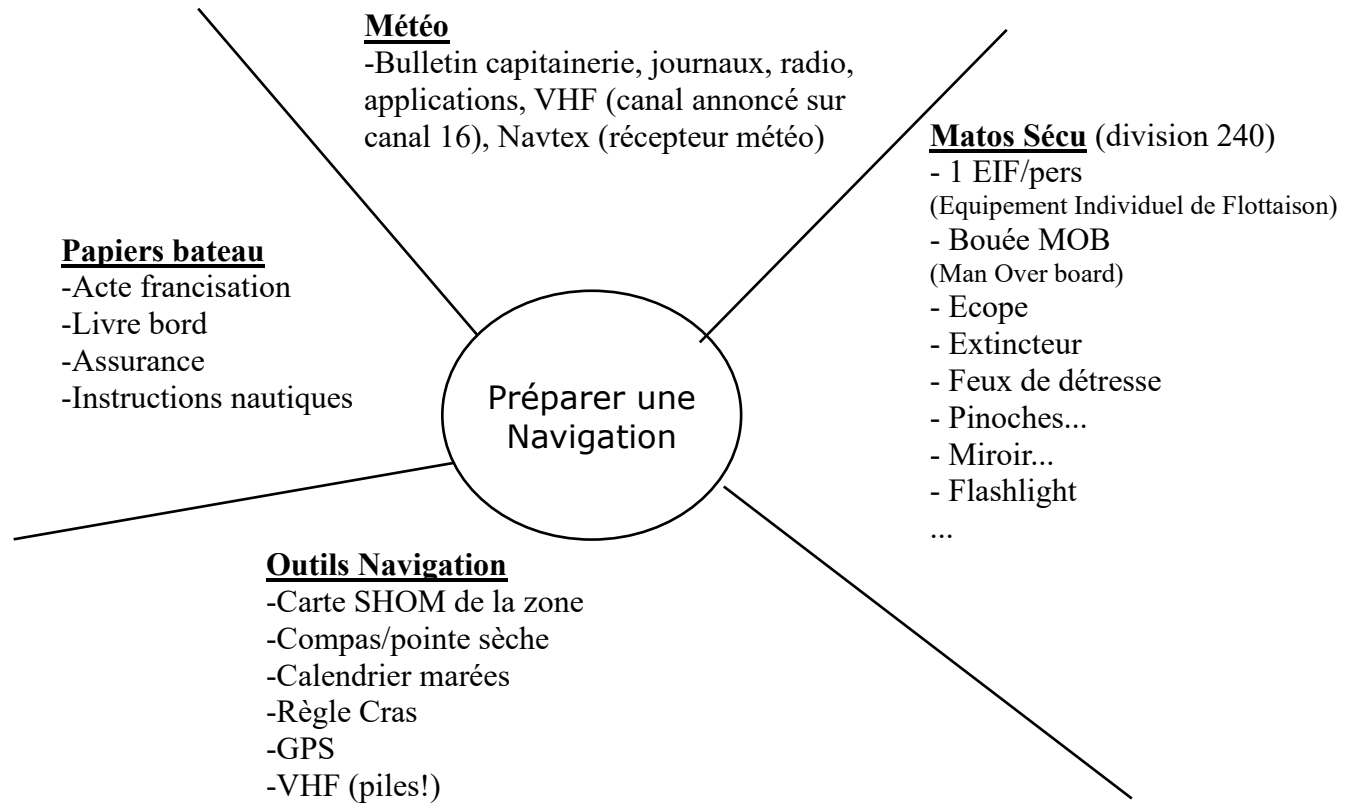 Météo
-Bulletin capitainerie, journaux, radio,
applications, VHF (canal annoncé sur
canal 16), Navtex (récepteur météo)
Matos Sécu (division 240)
- 1 EIF/pers
(Equipement Individuel de Flottaison)
- Bouée MOB
(Man Over board)
- Ecope
- Extincteur
- Feux de détresse
- Pinoches...
- Miroir...
- Flashlight
...
Papiers bateau
-Acte francisation
-Livre bord
-Assurance
-Instructions nautiques
Préparer une
Navigation
Outils Navigation
-Carte SHOM de la zone
-Compas/pointe sèche
-Calendrier marées
-Règle Cras
-GPS
-VHF (piles!)